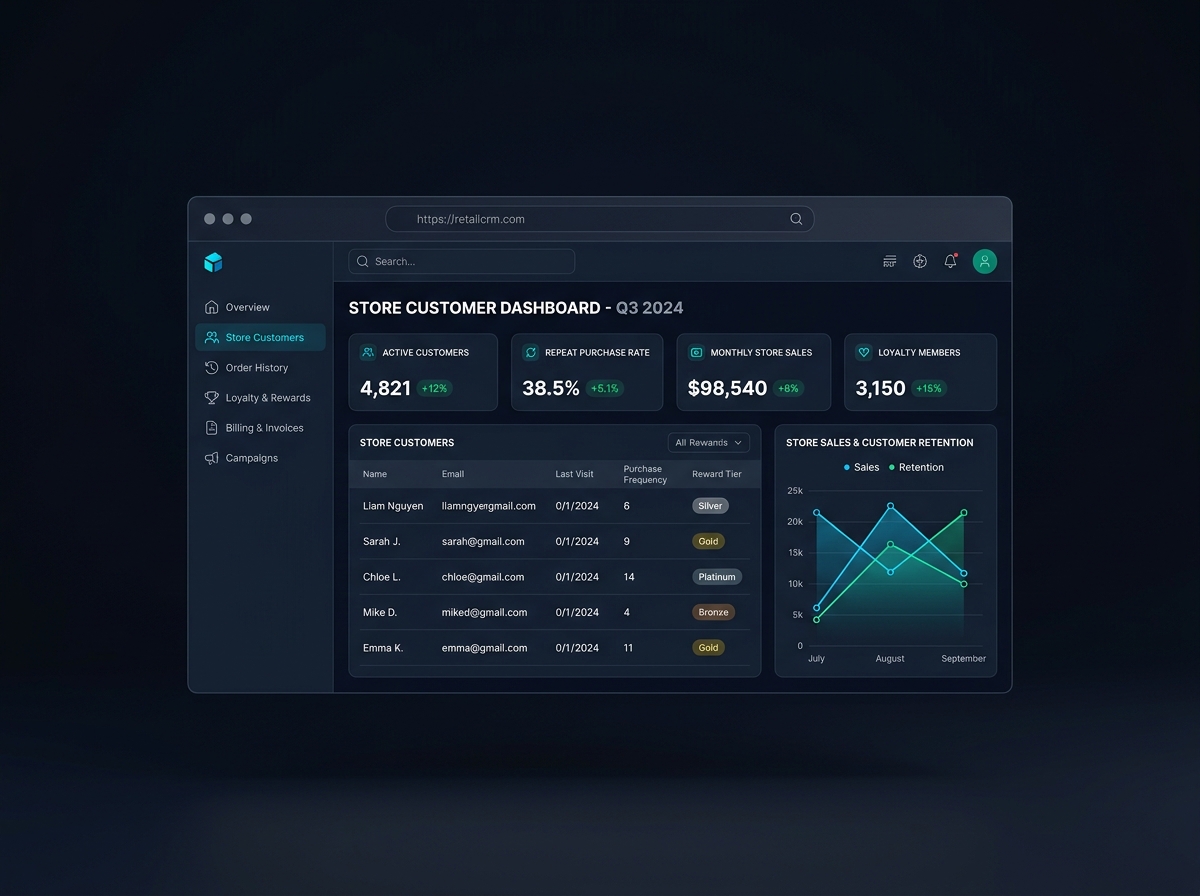 https://retailcrm.com
Search...
Overview
Store Customers
Order History
Loyalty & Rewards
Billing & Invoices
Campaigns
STORE CUSTOMER DASHBOARD - Q3 2024
ACTIVE CUSTOMERS
4,821 +12%
REPEAT PURCHASE RATE
38.5% +5.1%
MONTHLY STORE SALES
$98,540 +8%
LOYALTY MEMBERS
3,150 +15%
STORE CUSTOMERS
All Rewards
Name Email Last Visit Purchase Frequency Reward Tier
Liam Nguyen 0/1/2024 6 Silver
Sarah J. sarah@gmail.com 0/1/2024 9 Gold
Chloe L. chloe@gmail.com 0/1/2024 14 Platinum
Mike D. miked@gmail.com 0/1/2024 4 Bronze
Emma K. emma@gmail.com 0/1/2024 11 Gold
STORE SALES & CUSTOMER RETENTION
Sales Retention
25k
20k
15k
10k
5k
0
July August September